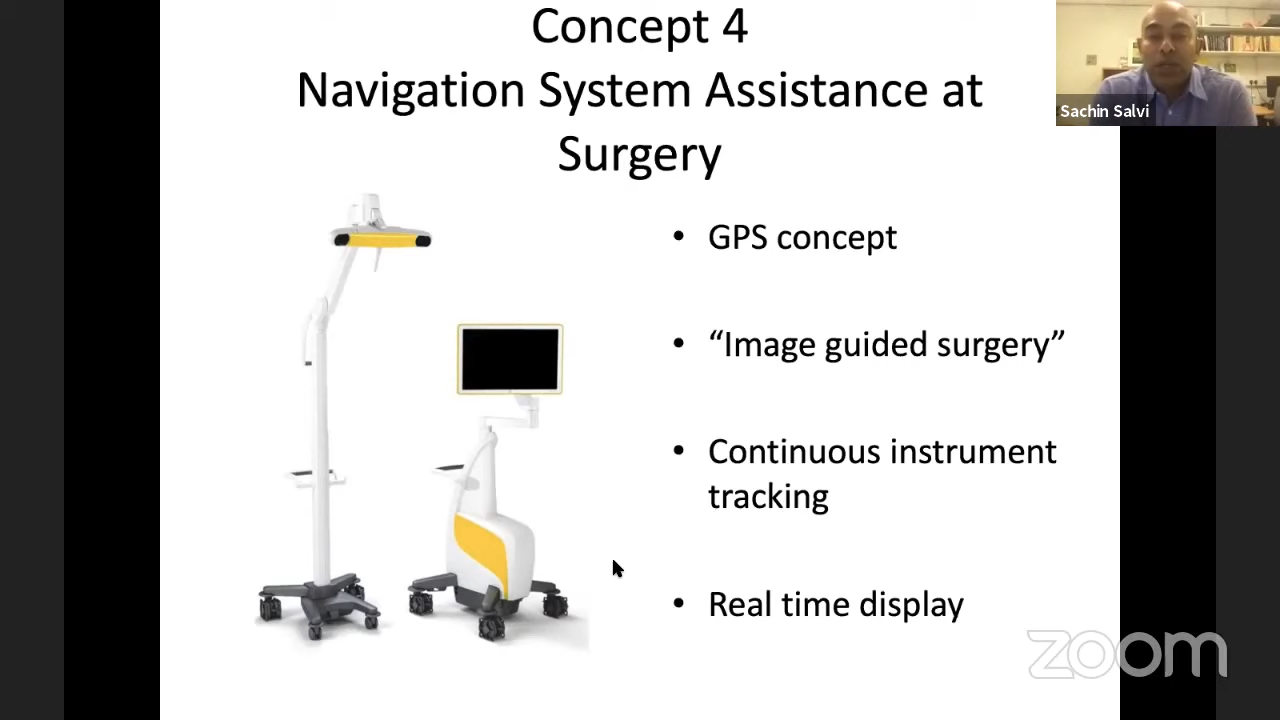 Concept 4
Navigation System Assistance at
Surgery
Sachin Salvi
• GPS concept
• “Image guided surgery”
• Continuous instrument
tracking
• Real time display
zoom